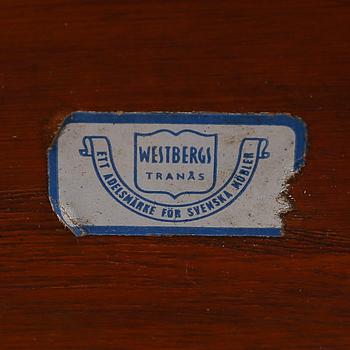 WESTBERGS
TRANÅS
ETT ADELSMÄRKE FÖR SVENSKA MÖBLER